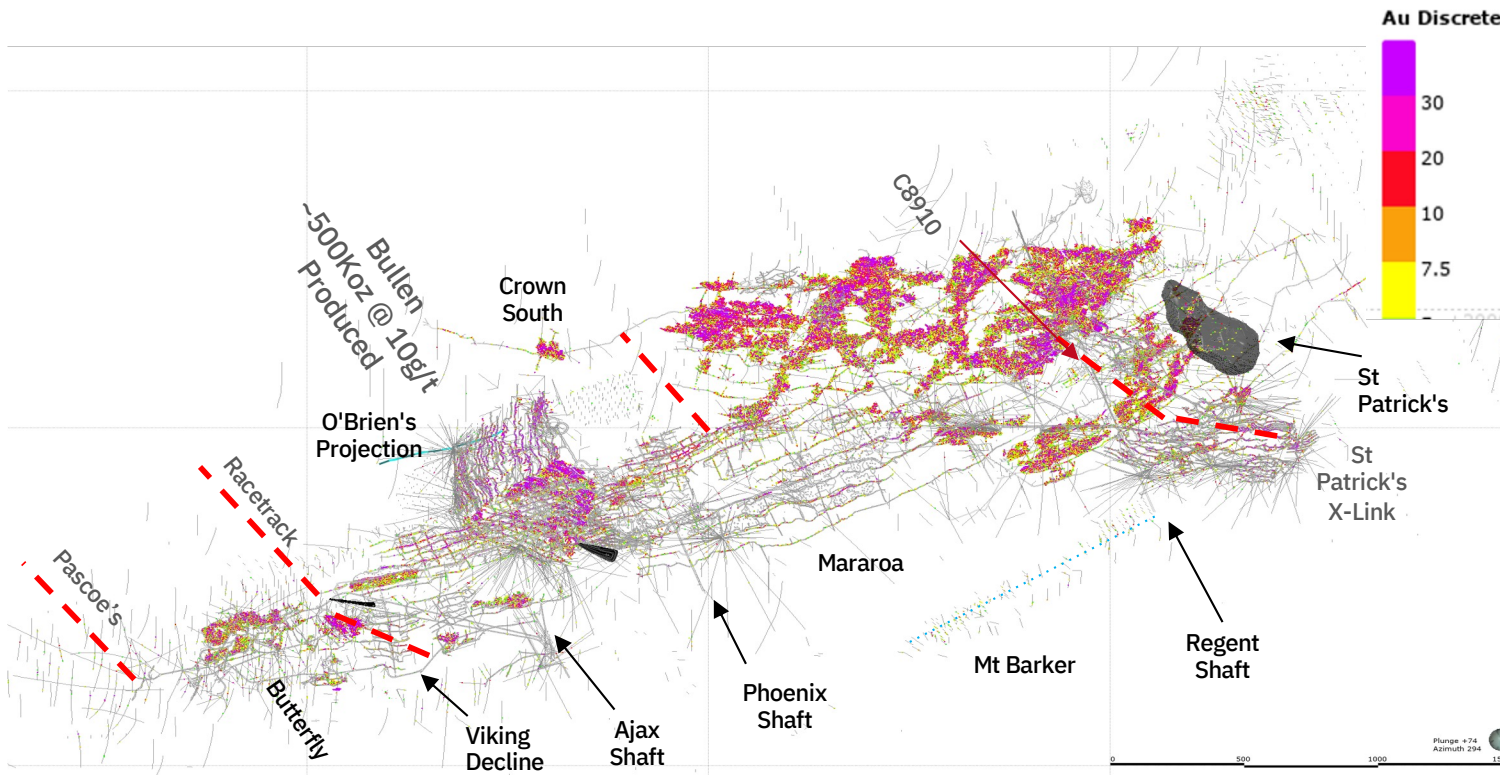 Au Discrete
30
20
10
7.5
C8910
Bullen
~500Koz @ 10g/t
Produced
Crown
South
O'Brien's
Projection
St
Patrick's
St
Patrick's
X-Link
Racetrack
Pascoe's
Mararoa
Mt Barker
Regent
Shaft
Phoenix
Shaft
Butterfly
Viking
Decline
Ajax
Shaft
Plunge +74
Azimuth 294
0
500
1000